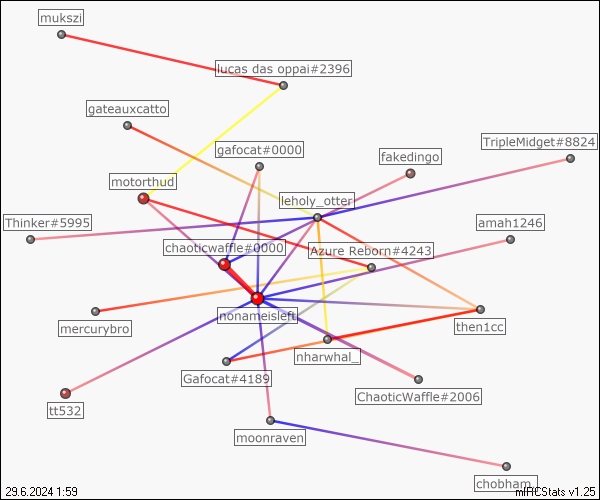 mukszi
lucas das oppai#2396
gateauxcatto
TripleMidget#8824
gafocat#0000
fakedingo
motorthud
leholy_otter
Thinker#5995
amah1246
chaoticwaffle#0000
Azure Reborn#4243
nonameisleft
mercurybro
then1cc
nharwhal_
Gafocat#4189
ChaoticWaffle#2006
tt532
moonraven
chobham_
29.6.2024 1:59
mIRCStats v1.25